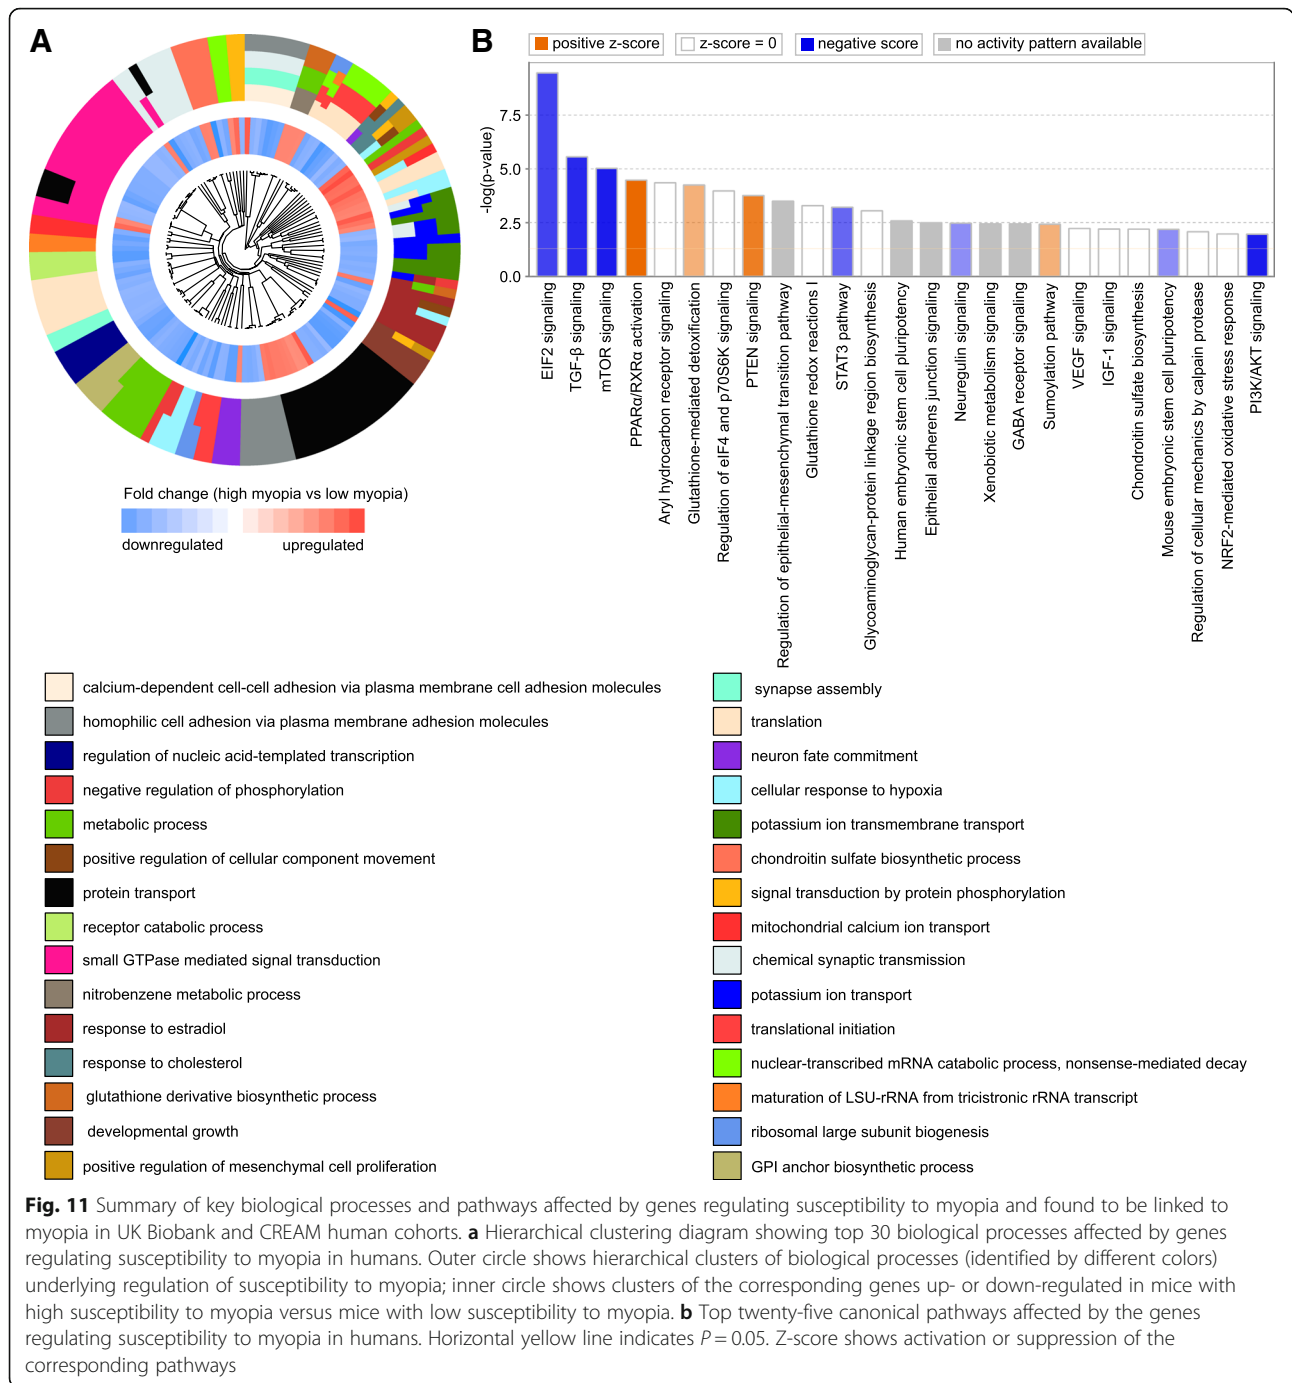 A
B
positive z-score
z-score = 0
negative score
no activity pattern available
-log(p-value)
7.5
5.0
2.5
0.0
EIF2 signaling
TGF-β signaling
mTOR signaling
PPARα/RXRα activation
Aryl hydrocarbon receptor signaling
Glutathione-mediated detoxification
Regulation of eIF4 and p70S6K signaling
PTEN signaling
Regulation of epithelial-mesenchymal transition pathway
Glutathione redox reactions I
STAT3 pathway
Glycoaminoglycan-protein linkage region biosynthesis
Human embryonic stem cell pluripotency
Epithelial adherens junction signaling
Neuregulin signaling
Xenobiotic metabolism signaling
GABA receptor signaling
Sumoylation pathway
VEGF signaling
IGF-1 signaling
Chondroitin sulfate biosynthesis
Mouse embryonic stem cell pluripotency
Regulation of cellular mechanics by calpain protease
NRF2-mediated oxidative stress response
PI3K/AKT signaling
Fold change (high myopia vs low myopia)
downregulated
upregulated
calcium-dependent cell-cell adhesion via plasma membrane cell adhesion molecules
homophilic cell adhesion via plasma membrane adhesion molecules
regulation of nucleic acid-templated transcription
negative regulation of phosphorylation
metabolic process
positive regulation of cellular component movement
protein transport
receptor catabolic process
small GTPase mediated signal transduction
nitrobenzene metabolic process
response to estradiol
response to cholesterol
glutathione derivative biosynthetic process
developmental growth
positive regulation of mesenchymal cell proliferation
synapse assembly
translation
neuron fate commitment
cellular response to hypoxia
potassium ion transmembrane transport
chondroitin sulfate biosynthetic process
signal transduction by protein phosphorylation
mitochondrial calcium ion transport
chemical synaptic transmission
potassium ion transport
translational initiation
nuclear-transcribed mRNA catabolic process, nonsense-mediated decay
maturation of LSU-rRNA from tricistronic rRNA transcript
ribosomal large subunit biogenesis
GPI anchor biosynthetic process
Fig. 11 Summary of key biological processes and pathways affected by genes regulating susceptibility to myopia and found to be linked to
myopia in UK Biobank and CREAM human cohorts. a Hierarchical clustering diagram showing top 30 biological processes affected by genes
regulating susceptibility to myopia in humans. Outer circle shows hierarchical clusters of biological processes (identified by different colors)
underlying regulation of susceptibility to myopia; inner circle shows clusters of the corresponding genes up- or down-regulated in mice with
high susceptibility to myopia versus mice with low susceptibility to myopia. b Top twenty-five canonical pathways affected by the genes
regulating susceptibility to myopia in humans. Horizontal yellow line indicates P = 0.05. Z-score shows activation or suppression of the
corresponding pathways